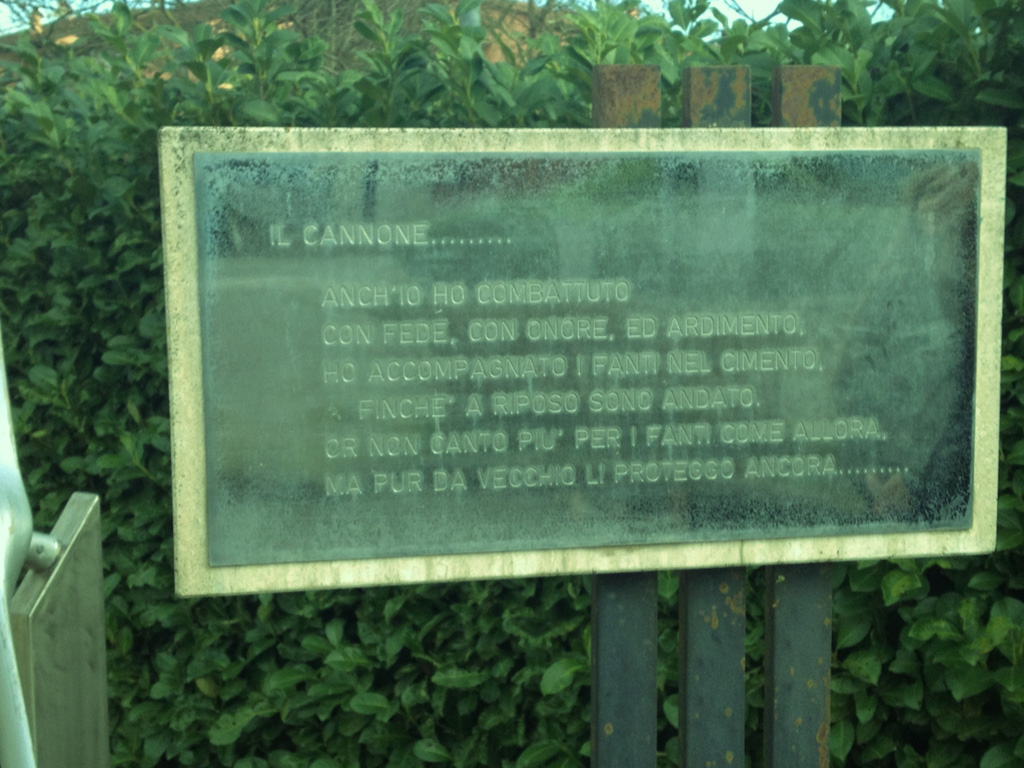 IL CANNONE.........
ANCH'IO HO COMBATTUTO
CON FEDE, CON ONORE, ED ARDIMENTO,
HO ACCOMPAGNATO I FANTI NEL CIMENTO,
FINCHE' A RIPOSO SONO ANDATO.
OR NON CANTO PIU' PER I FANTI COME ALLORA,
MA PUR DA VECCHIO LI PROTEGGO ANCORA.........